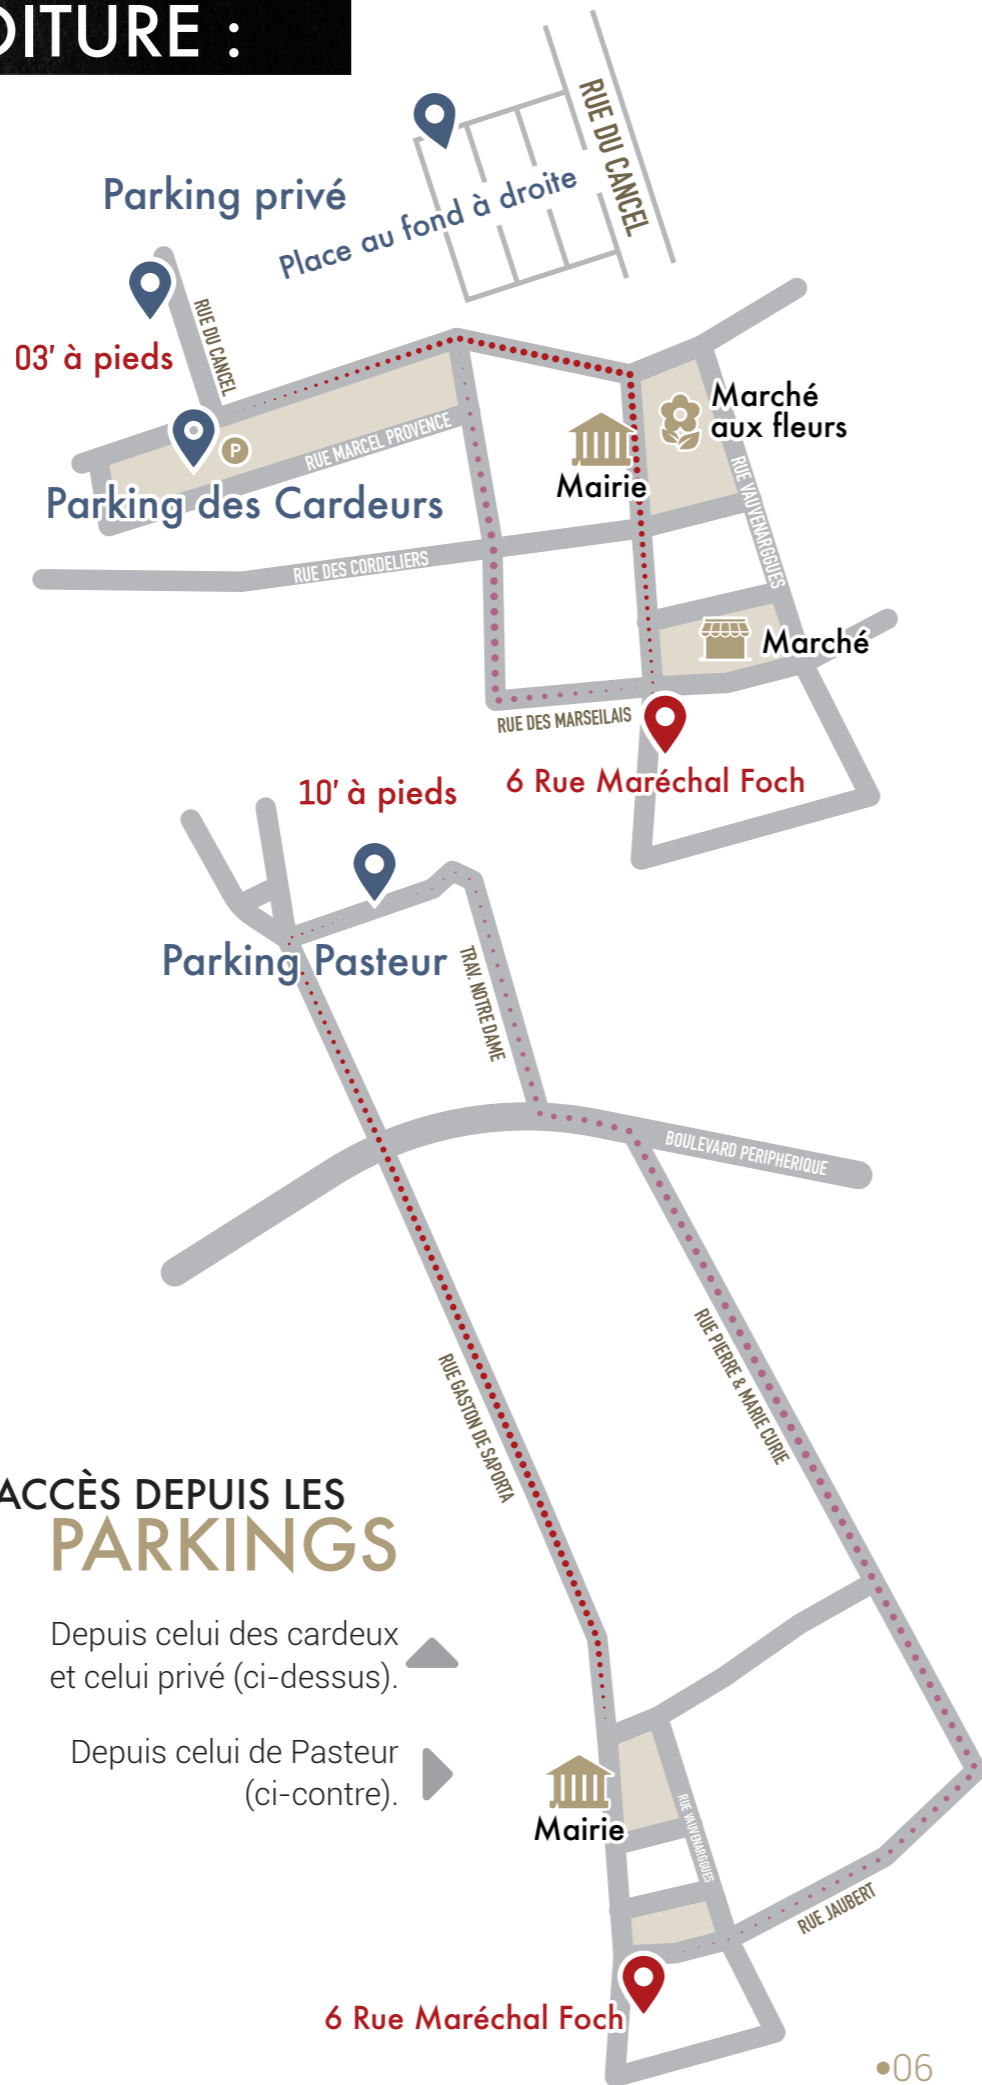 OITURE :
RUE DU CANCEL
Parking privé
Place au fond à droite
03' à pieds
RUE DU CANCEL
P
Marché
aux fleurs
RUE MARCEL PROVENCE
Mairie
Parking des Cardeurs
RUE VAUVENARGGUES
RUE DES CORDELIERS
Marché
RUE DES MARSEILAIS
6 Rue Maréchal Foch
10' à pieds
Parking Pasteur
TRAV. NOTRE DAME
BOULEVARD PERIPHERIQUE
RUE PIERRE & MARIE CURIE
RUE GASTON DE SAPORTA
ACCÈS DEPUIS LES
PARKINGS
Depuis celui des cardeux
et celui privé (ci-dessus).
Depuis celui de Pasteur
(ci-contre).
Mairie
RUE VAUVENARGGUES
RUE JAUBERT
6 Rue Maréchal Foch
•06